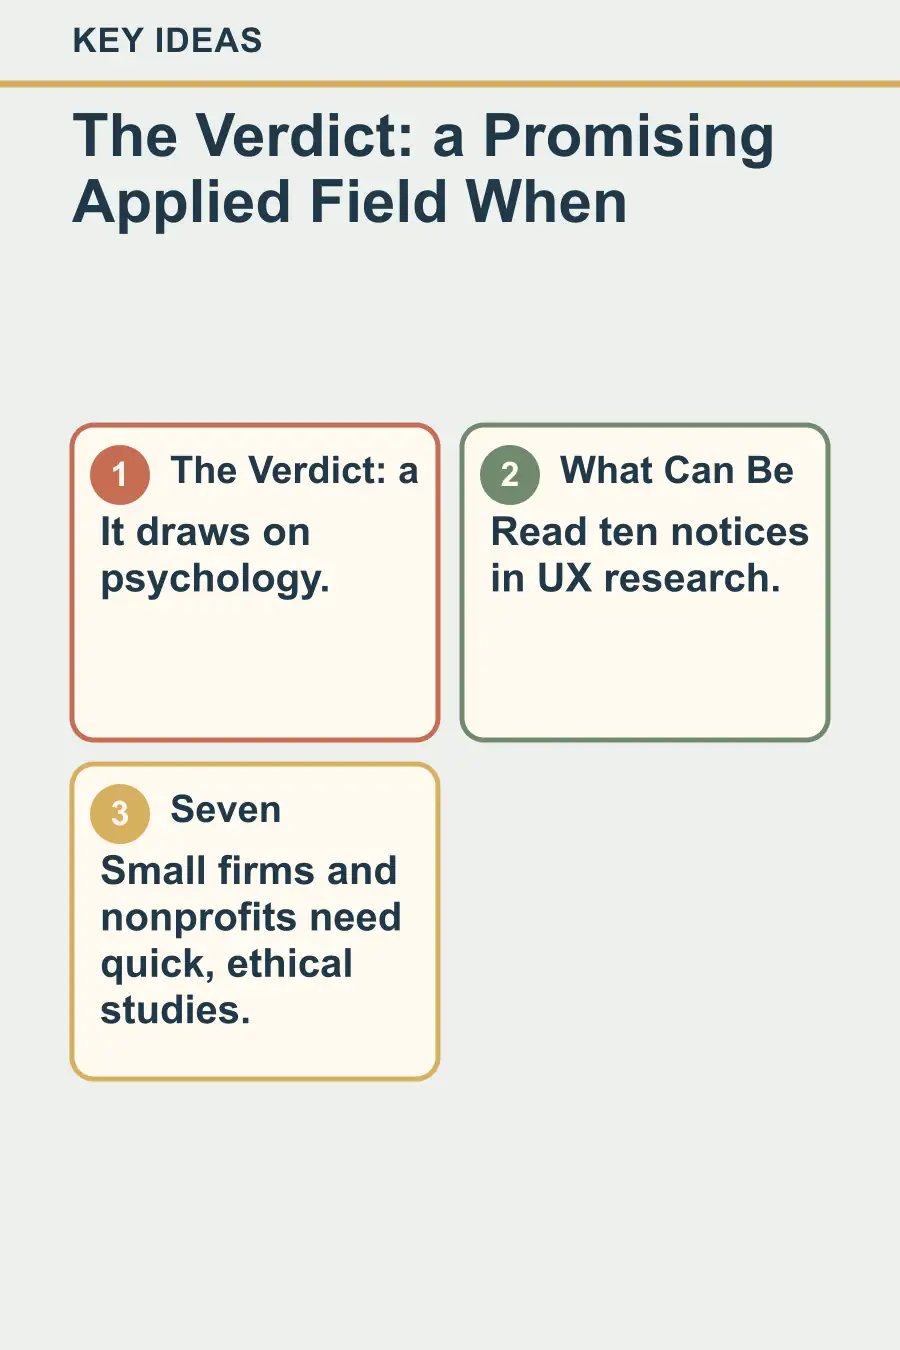 KEY IDEAS
The Verdict: a Promising
Applied Field When
1 The Verdict: a
It draws on
psychology.
2 What Can Be
Read ten notices
in UX research.
3 Seven
Small firms and
nonprofits need
quick, ethical
studies.